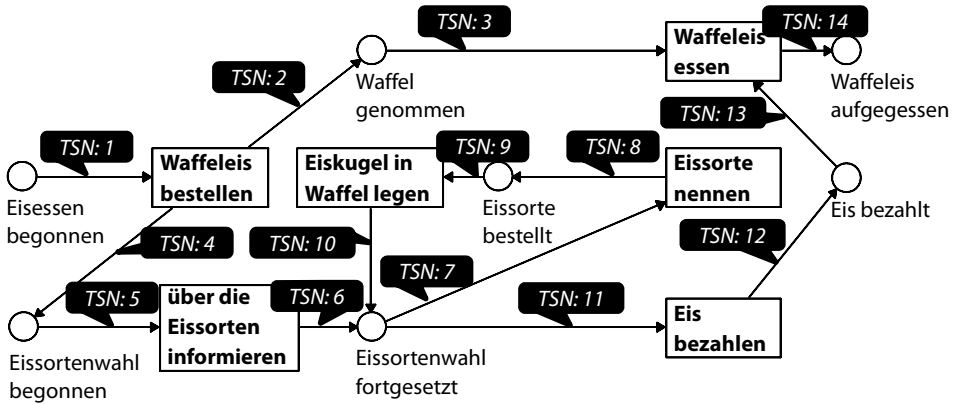 TSN: 3
TSN: 14
Waffeleis
essen
TSN: 2
Waffel
genommen
Waffeleis
aufgegessen
TSN: 13
TSN: 1
TSN: 9
TSN: 8
Waffeleis
bestellen
Eiskugel in
Waffel legen
Eissorte
nennen
Eisessen
begonnen
Eissorte
bestellt
Eis bezahlt
TSN: 4
TSN: 10
TSN: 12
TSN: 7
TSN: 5
TSN: 6
TSN: 11
über die
Eissorten
informieren
Eis
bezahlen
Eissortenwahl
begonnen
Eissortenwahl
fortgesetzt